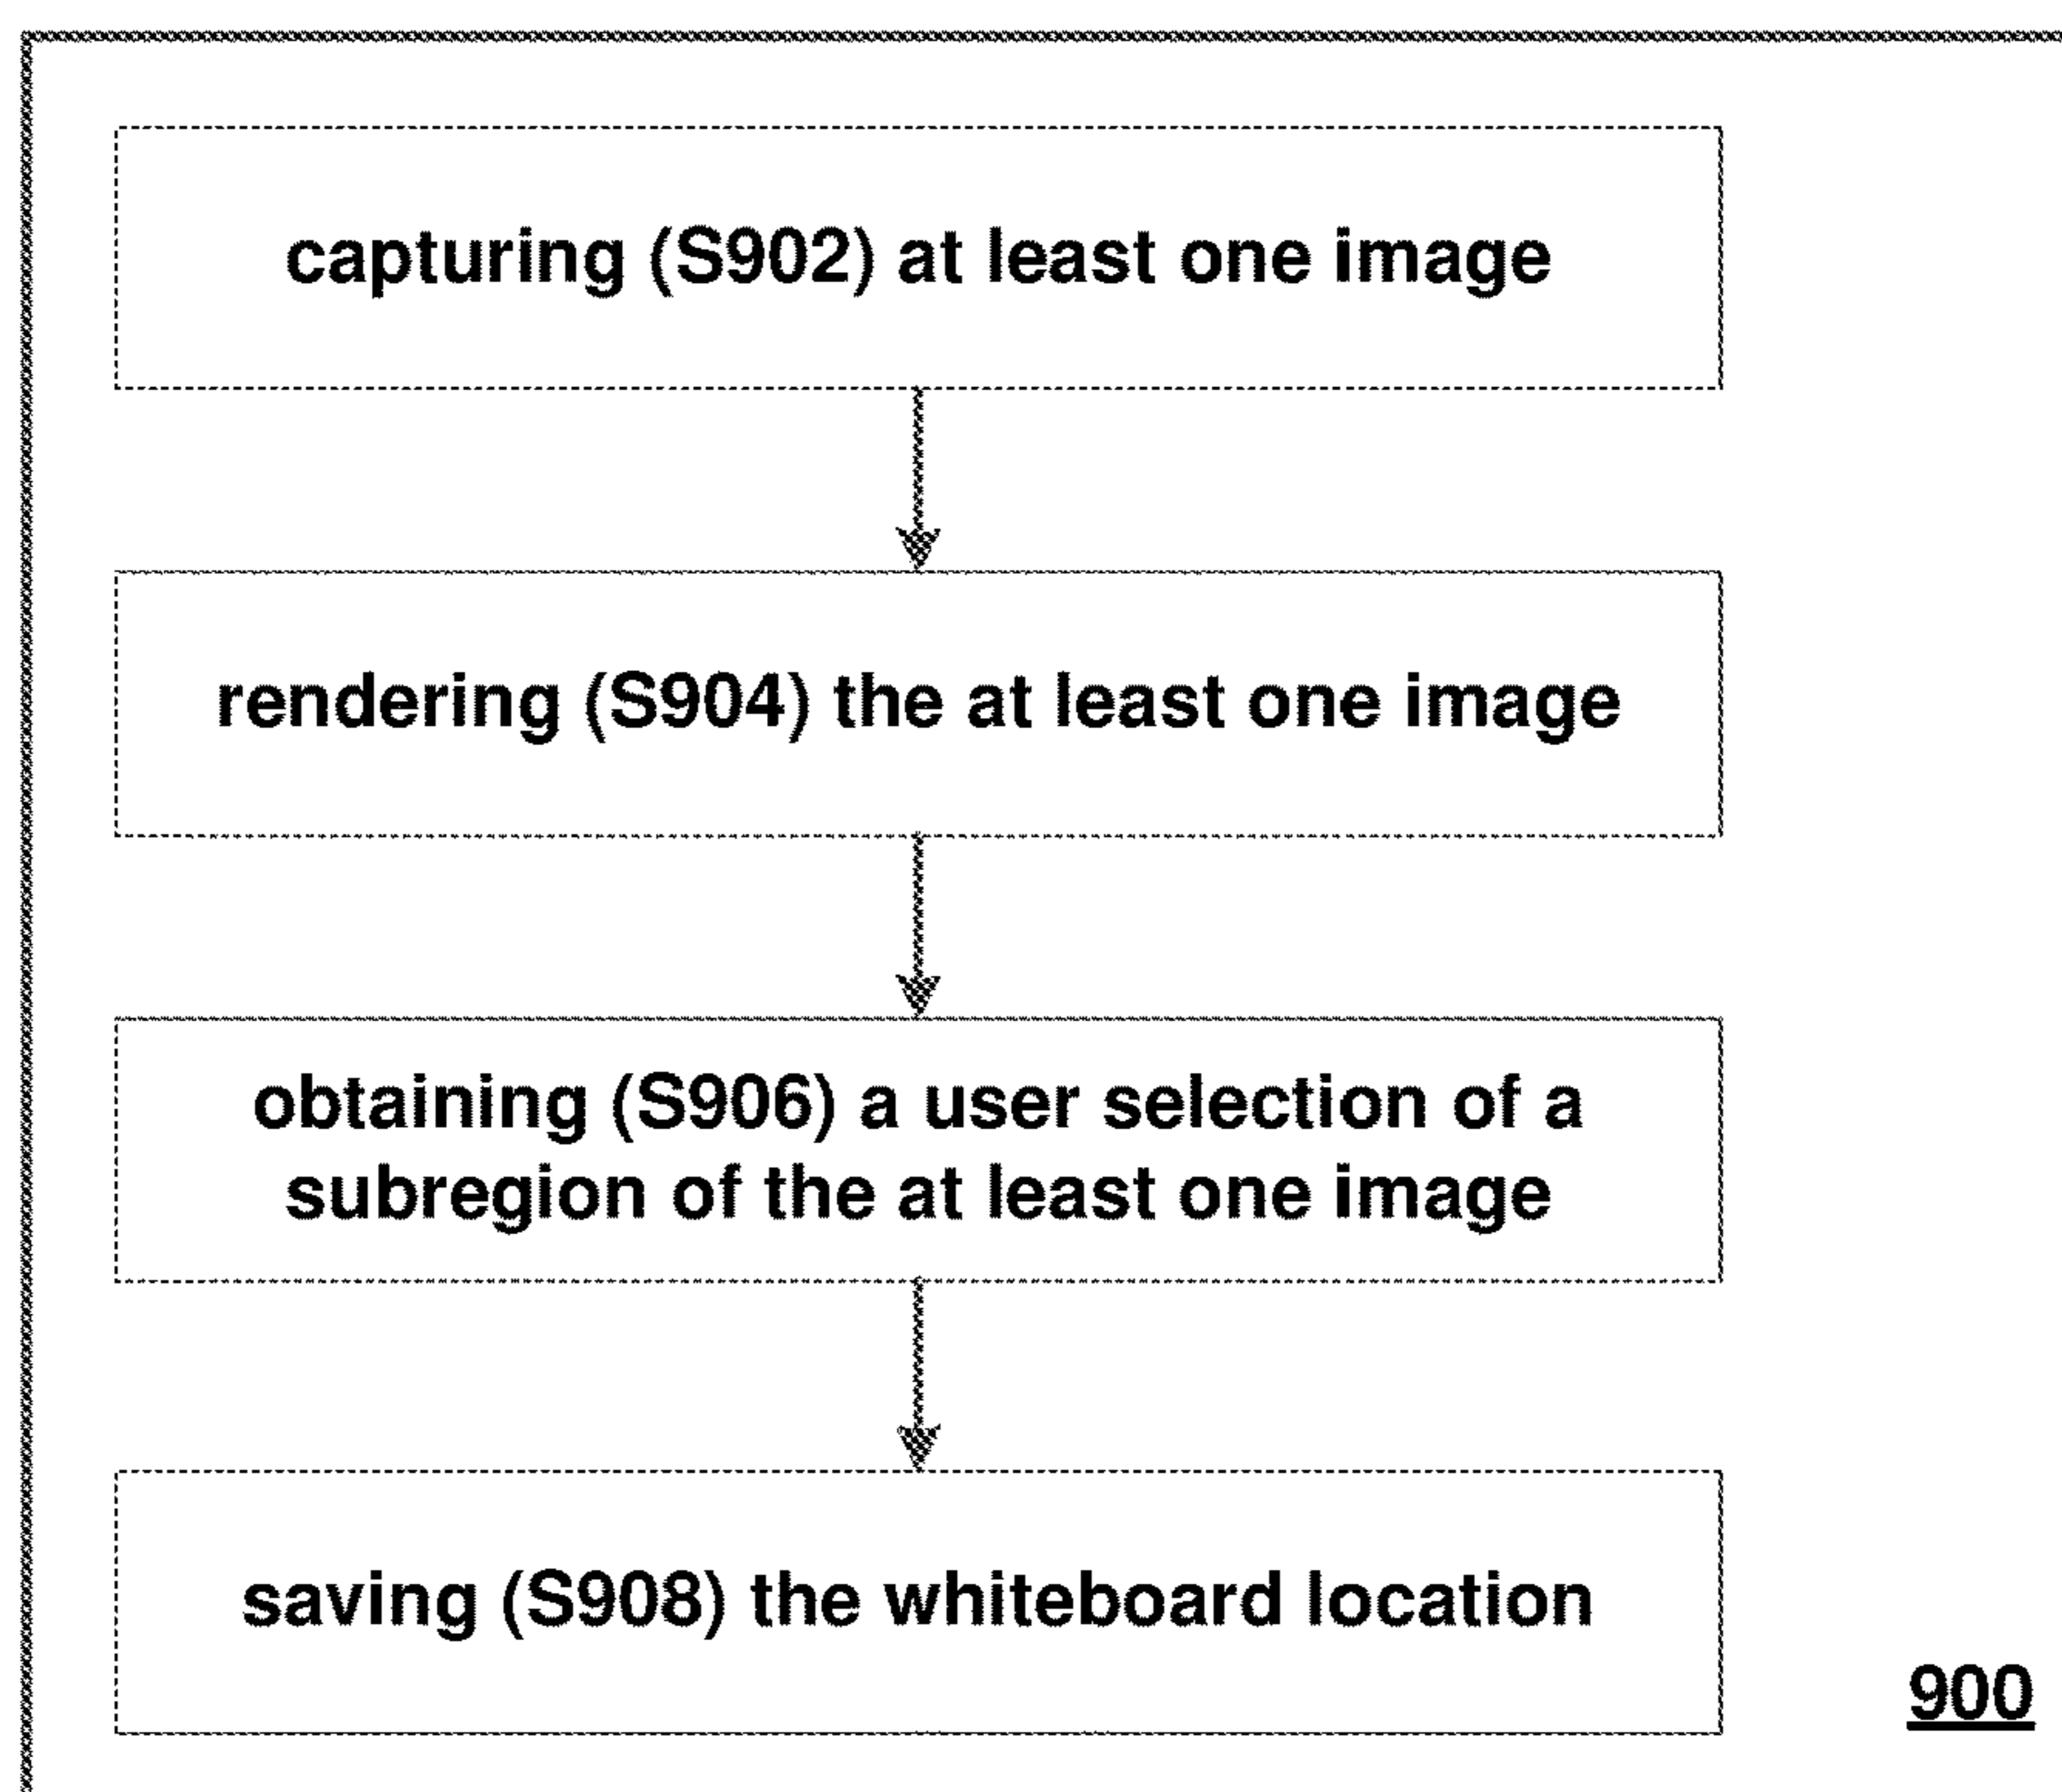 capturing (S902) at least one image
rendering (S904) the at least one image
obtaining (S906) a user selection of a
subregion of the at least one image
saving (S908) the whiteboard location
900